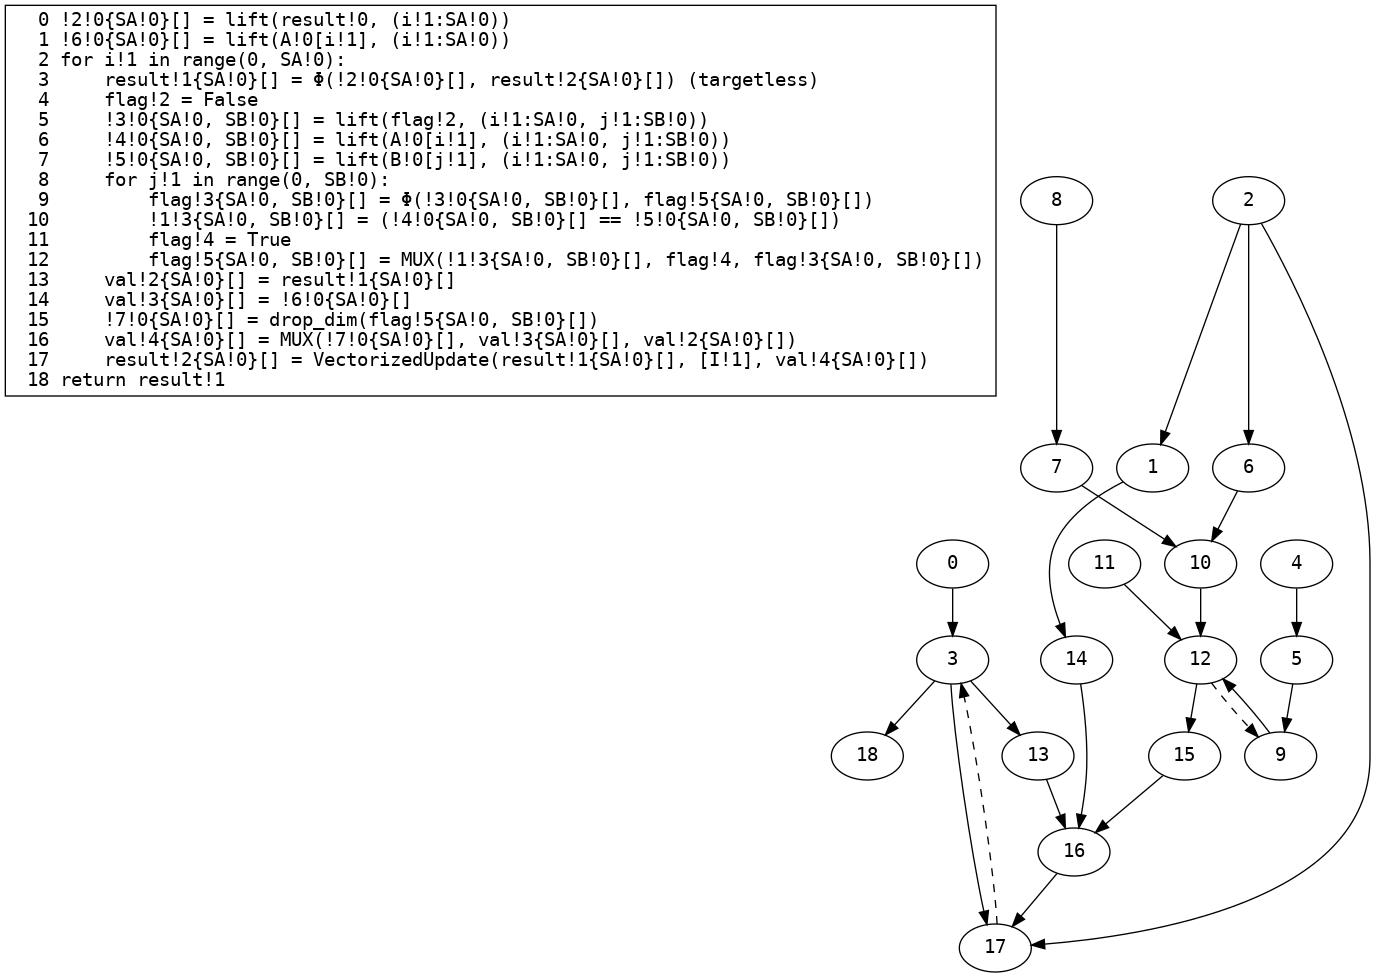 0 !2!0{SA!0}[] = lift(result!0, (i!1:SA!0))
1 !6!0{SA!0}[] = lift(A!0[i!1], (i!1:SA!0))
2 for i!1 in range(0, SA!0):
3     result!1{SA!0}[] = Φ(!2!0{SA!0}[], result!2{SA!0}[]) (targetless)
4     flag!2 = False
5     !3!0{SA!0, SB!0}[] = lift(flag!2, (i!1:SA!0, j!1:SB!0))
6     !4!0{SA!0, SB!0}[] = lift(A!0[i!1], (i!1:SA!0, j!1:SB!0))
7     !5!0{SA!0, SB!0}[] = lift(B!0[j!1], (i!1:SA!0, j!1:SB!0))
8     for j!1 in range(0, SB!0):
9         flag!3{SA!0, SB!0}[] = Φ(!3!0{SA!0, SB!0}[], flag!5{SA!0, SB!0}[])
10         !1!3{SA!0, SB!0}[] = (!4!0{SA!0, SB!0}[] == !5!0{SA!0, SB!0}[])
11         flag!4 = True
12         flag!5{SA!0, SB!0}[] = MUX(!1!3{SA!0, SB!0}[], flag!4, flag!3{SA!0, SB!0}[])
13     val!2{SA!0}[] = result!1{SA!0}[]
14     val!3{SA!0}[] = !6!0{SA!0}[]
15     !7!0{SA!0}[] = drop_dim(flag!5{SA!0, SB!0}[])
16     val!4{SA!0}[] = MUX(!7!0{SA!0}[], val!3{SA!0}[], val!2{SA!0}[])
17     result!2{SA!0}[] = VectorizedUpdate(result!1{SA!0}[], [I!1], val!4{SA!0}[])
18 return result!1
8
2
7
1
6
0
11
10
4
3
14
12
5
18
13
15
9
16
17